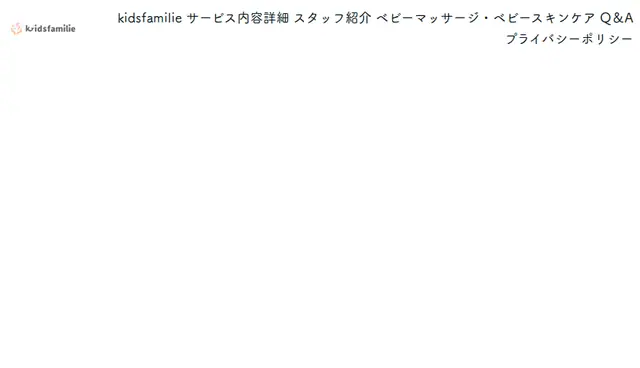 kidsfamilie サービス内容詳細 スタッフ紹介 ベビーマッサージ・ベビースキンケア Q&A
kidsfamilie
プライバシーポリシー